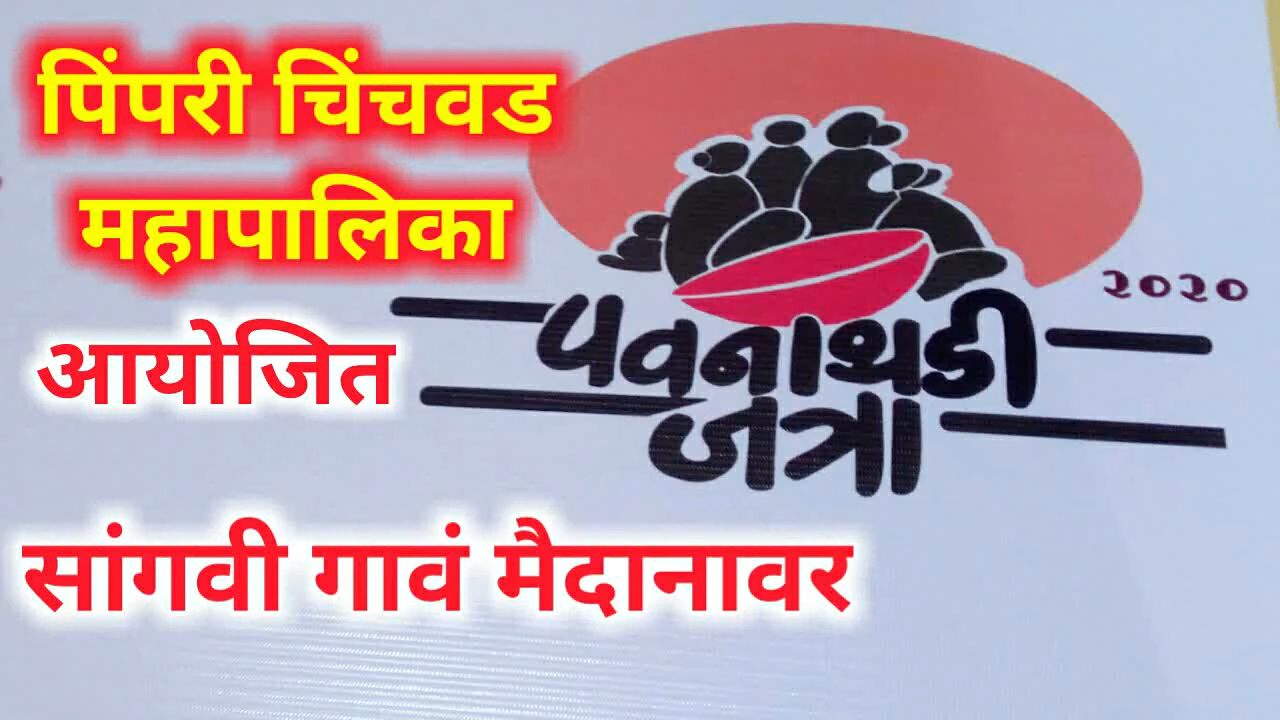 पिंपरी चिंचवड
महापालिका
आयोजित
२०२०
पवनाथडी
जत्रा
सांगवी गावं मैदानावर